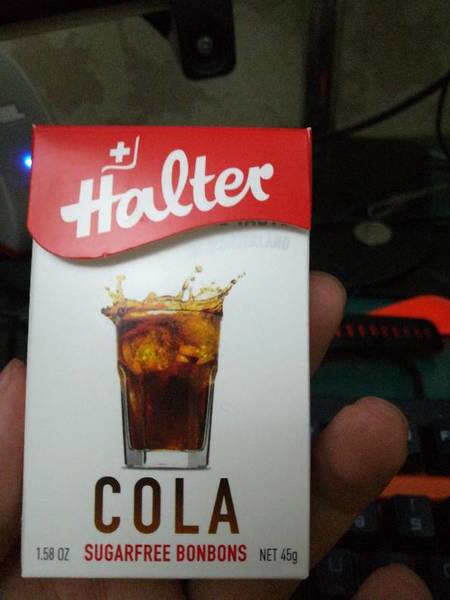 Halter
COLA
1.58 OZ SUGARFREE BONBONS NET 45g